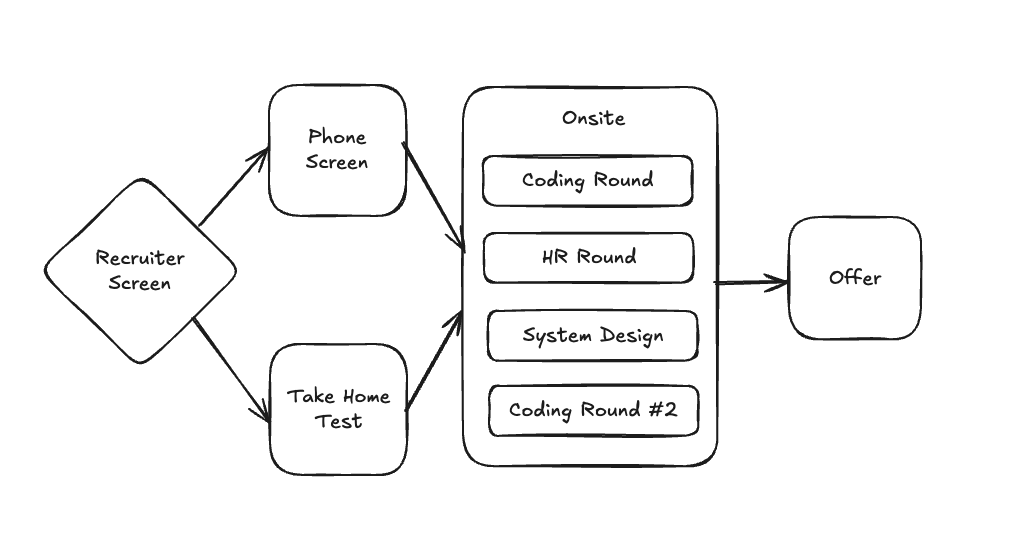 Recruiter
Screen
Phone
Screen
Take Home
Test
Onsite
Coding Round
HR Round
System Design
Coding Round #2
Offer